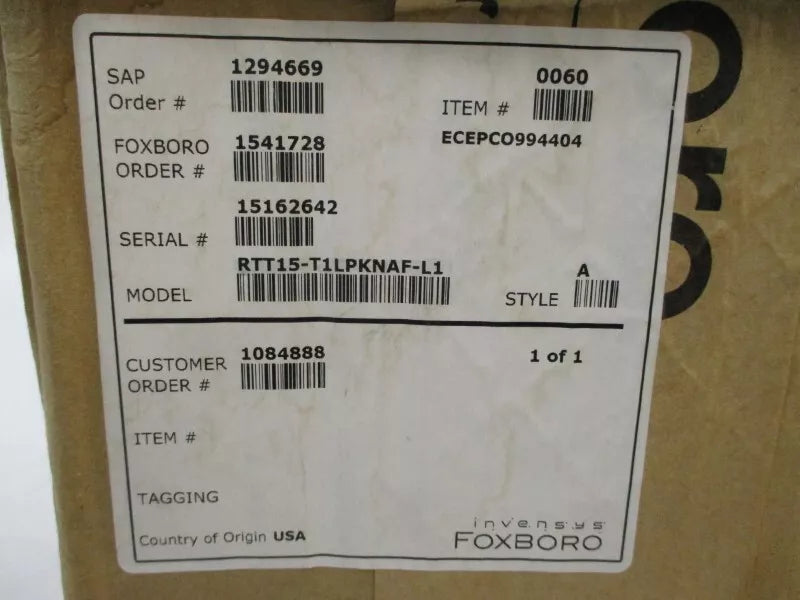 SAP 1294669
Order #
ITEM # 0060
ECEPCO994404
FOXBORO 1541728
ORDER #
15162642
SERIAL #
RTT15-T1LPKNAF-L1
MODEL
A
STYLE
CUSTOMER 1084888
ORDER #
1 of 1
ITEM #
TAGGING
Country of Origin USA
invensys
FOXBORO
oro